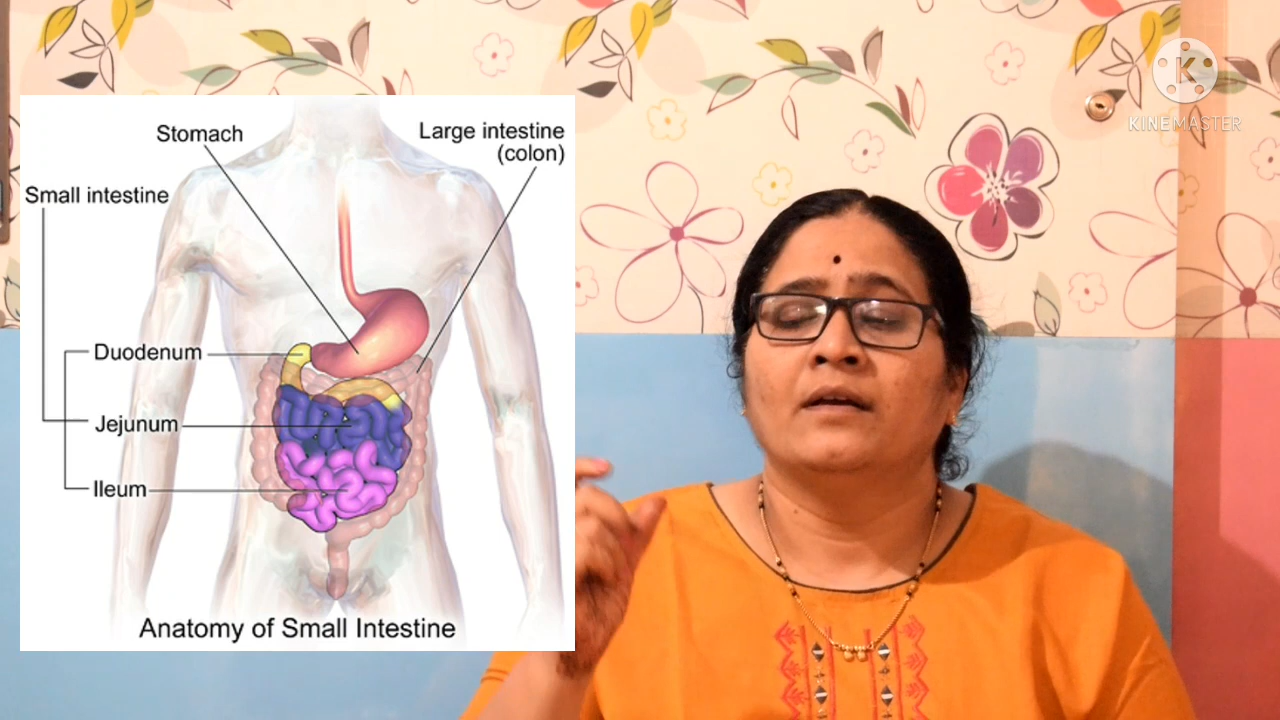 Stomach
Large intestine
(colon)
Small intestine
Duodenum
Jejunum
Ileum
Anatomy of Small Intestine
K
KINEMASTER